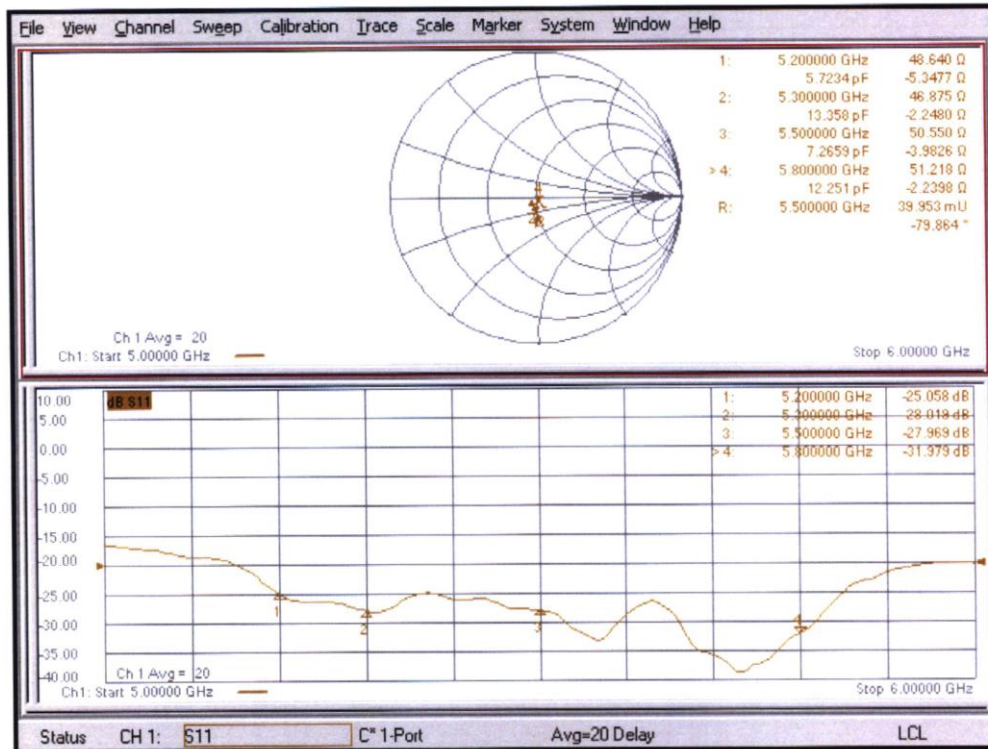 File View Channel Sweep Calibration Trace Scale Marker System Window Help
1: 5.200000 GHz 48.640 Ω
5.7234 pF -5.3477 Ω
2: 5.300000 GHz 46.875 Ω
13.358 pF -2.2480 Ω
3: 5.500000 GHz 50.550 Ω
7.2659 pF -3.9826 Ω
> 4: 5.800000 GHz 51.218 Ω
12.251 pF -2.2398 Ω
R: 5.500000 GHz 39.953 mU
-79.864 °
Ch 1 Avg = 20
Ch1: Start 5.00000 GHz
Stop 6.00000 GHz
10.00
dB S11
5.00
0.00
-5.00
-10.00
-15.00
-20.00
-25.00
-30.00
-35.00
-40.00
1: 5.200000 GHz -25.058 dB
2: 5.300000 GHz -28.019 dB
3: 5.500000 GHz -27.969 dB
> 4: 5.800000 GHz -31.979 dB
1
2
3
4
Ch 1 Avg = 20
Ch1: Start 5.00000 GHz
Stop 6.00000 GHz
Status CH 1: S11 C* 1-Port Avg=20 Delay LCL